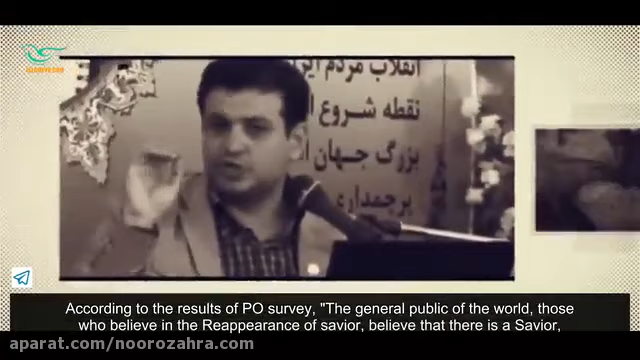 انقلاب مردم ایر
نقطه شروع ا
بزرگ جهان ا
پرچمداری
According to the results of PO survey, "The general public of the world, those
who believe in the Reappearance of savior, believe that there is a Savior,
aparat.com/noorozahra.com